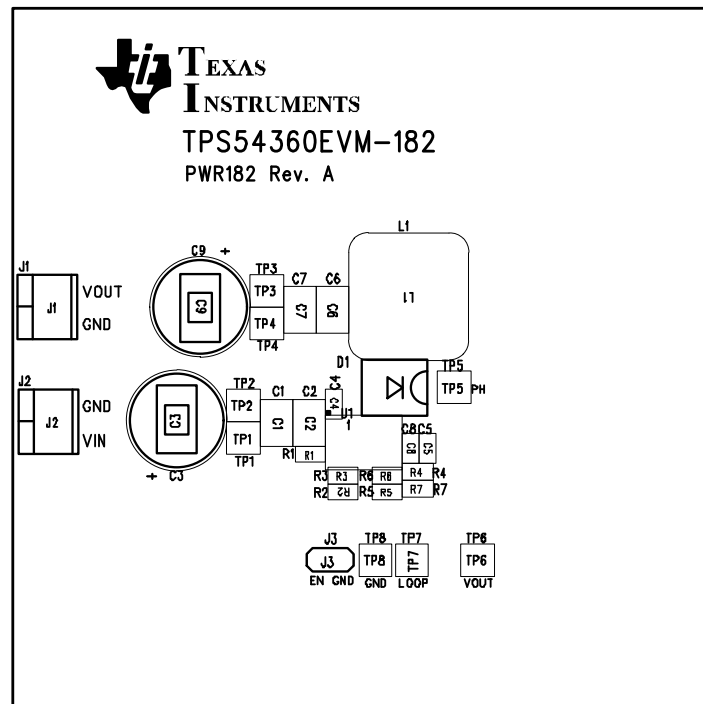 TEXAS
INSTRUMENTS
TPS54360EVM-182
PWR182 Rev. A
L1
C9 +
J1
TP3
C7 C6
VOUT
TP3
L1
J1
C9
C7
C6
GND
TP4
TP4
D1
TP5
J2
TP2
C1 C2
C4
TP5 PH
GND
TP2
C4
J1
J2
C3
C1
C2
1
VIN
TP1
C8 C5
C8
C5
TP1
R1 R1
+ C3
R3 R3 R6 R6 R4 R4
R2 R2 R5 R5 R7 R7
J3 TP8 TP7 TP6
J3 TP8 TP7 TP6
EN GND GND LOOP VOUT